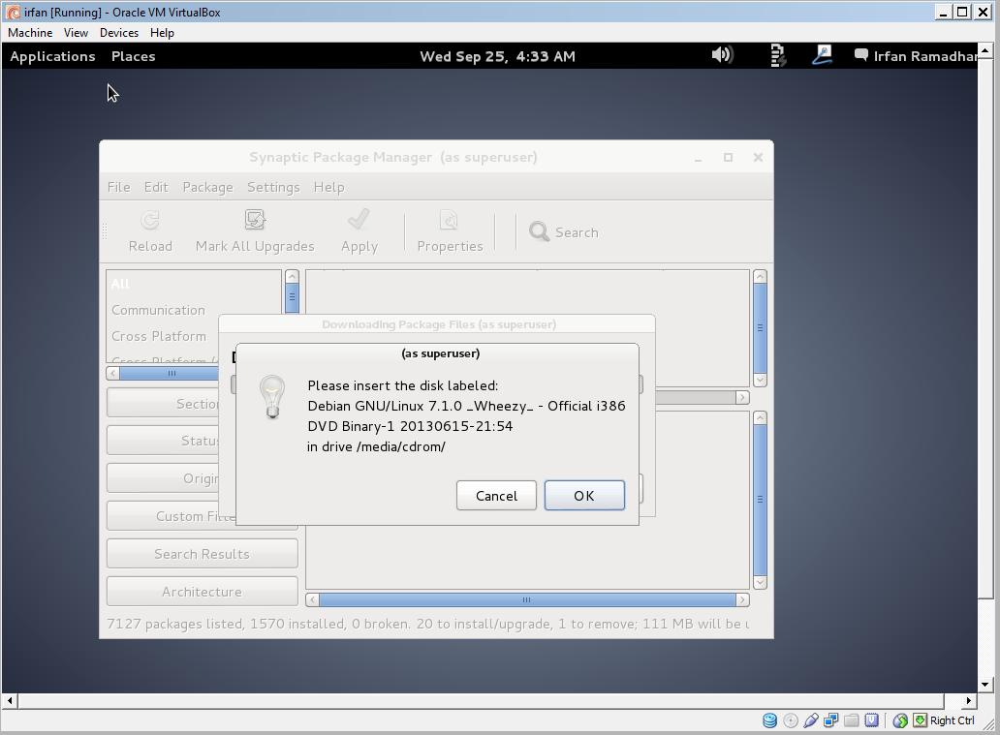 irfan [Running] - Oracle VM VirtualBox
Machine View Devices Help
Applications Places Wed Sep 25, 4:33 AM Irfan Ramadhan
Synaptic Package Manager (as superuser)
File Edit Package Settings Help
Reload Mark All Upgrades Apply Properties Search
All
Communication
Cross Platform
Cross Platform
Downloading Package Files (as superuser)
(as superuser)
Please insert the disk labeled:
Debian GNU/Linux 7.1.0 _Wheezy_ - Official i386
DVD Binary-1 20130615-21:54
in drive /media/cdrom/
Cancel OK
Section
Status
Origin
Custom Filte
Search Results
Architecture
7127 packages listed, 1570 installed, 0 broken. 20 to install/upgrade, 1 to remove; 111 MB will be u
Right Ctrl